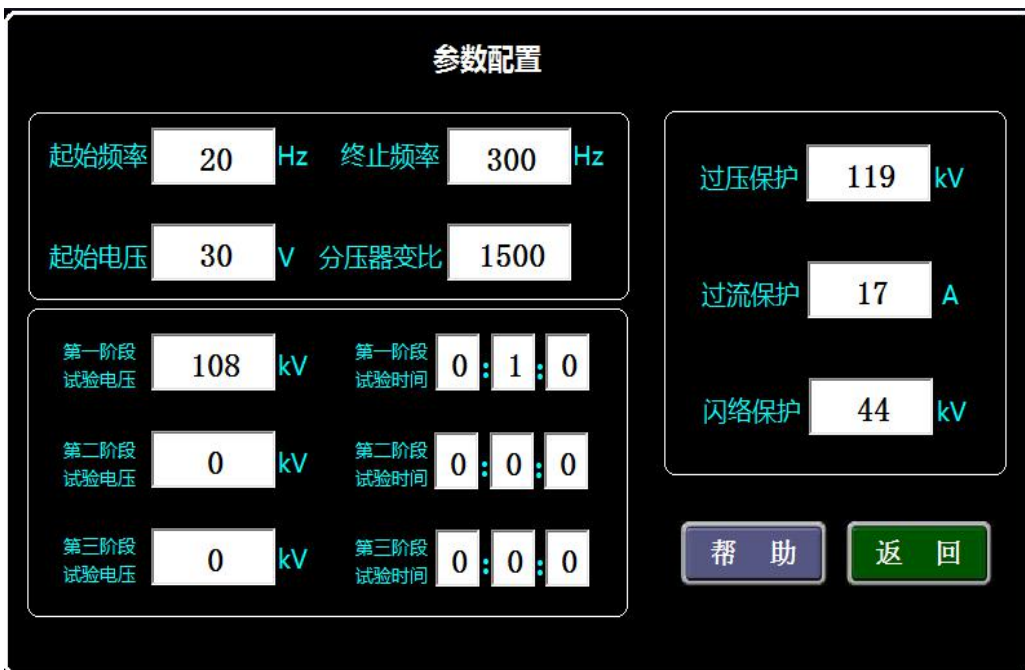 参数配置
起始频率 20 Hz 终止频率 300 Hz
起始电压 30 V 分压器变比 1500
第一阶段试验电压 108 kV 第一阶段试验时间 0:1:0
第二阶段试验电压 0 kV 第二阶段试验时间 0:0:0
第三阶段试验电压 0 kV 第三阶段试验时间 0:0:0
过压保护 119 kV
过流保护 17 A
闪络保护 44 kV
帮 助 返 回